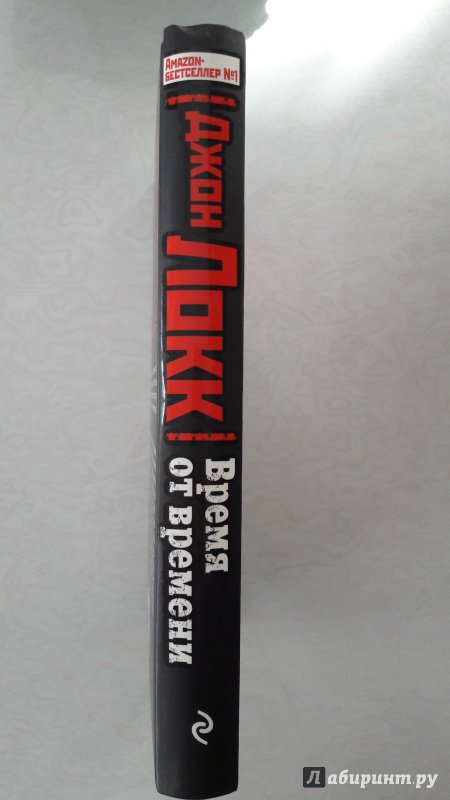 Amazon-
бестселлер №1
Джон Локк
Время
от времени
Лабиринт.ру